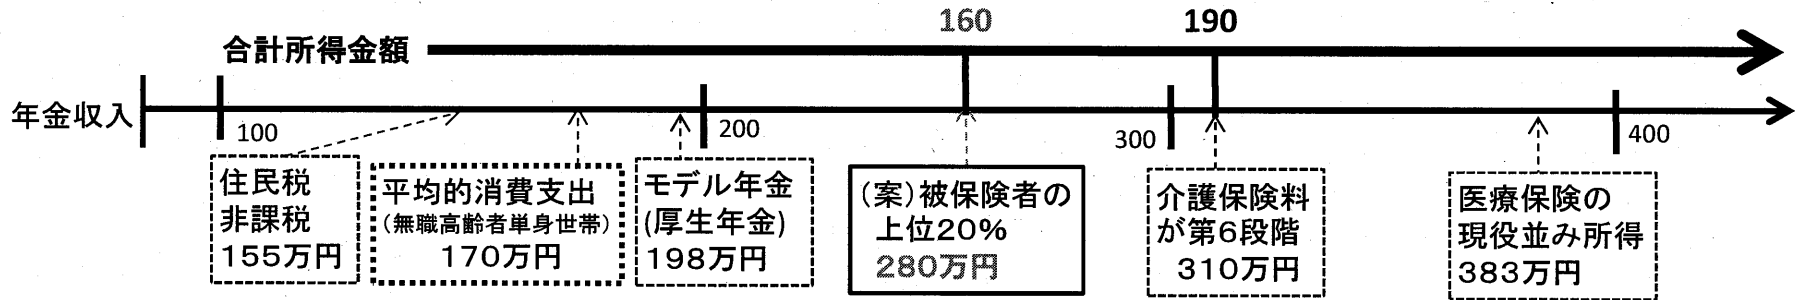 160
190
合計所得金額
年金収入
100
200
300
400
住民税
非課税
155万円
平均的消費支出
(無職高齢者単身世帯)
170万円
モデル年金
(厚生年金)
198万円
(案)被保険者の
上位20%
280万円
介護保険料
が第6段階
310万円
医療保険の
現役並み所得
383万円